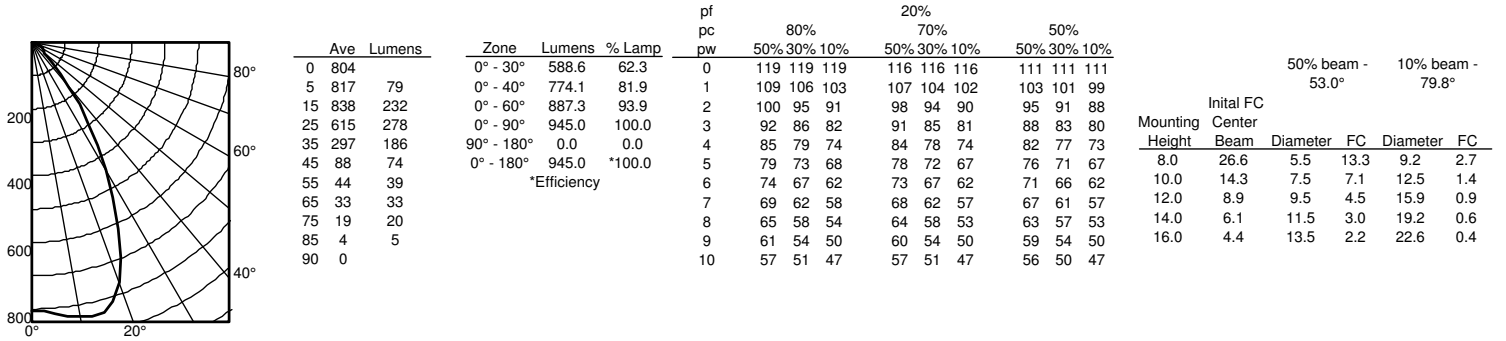 200
400
600
800
0°
20°
40°
60°
80°
Ave Lumens
0 804
5 817 79
15 838 232
25 615 278
35 297 186
45 88 74
55 44 39
65 33 33
75 19 20
85 4 5
90 0
Zone Lumens % Lamp
0° - 30° 588.6 62.3
0° - 40° 774.1 81.9
0° - 60° 887.3 93.9
0° - 90° 945.0 100.0
90° - 180° 0.0 0.0
0° - 180° 945.0 *100.0
*Efficiency
pf 20%
pc 80% 70% 50%
pw 50% 30% 10% 50% 30% 10% 50% 30% 10%
0 119 119 119 116 116 116 111 111 111
1 109 106 103 107 104 102 103 101 99
2 100 95 91 98 94 90 95 91 88
3 92 86 82 91 85 81 88 83 80
4 85 79 74 84 78 74 82 77 73
5 79 73 68 78 72 67 76 71 67
6 74 67 62 73 67 62 71 66 62
7 69 62 58 68 62 57 67 61 57
8 65 58 54 64 58 53 63 57 53
9 61 54 50 60 54 50 59 54 50
10 57 51 47 57 51 47 56 50 47
50% beam - 10% beam -
53.0° 79.8°
Inital FC
Mounting Center
Height Beam Diameter FC Diameter FC
8.0 26.6 5.5 13.3 9.2 2.7
10.0 14.3 7.5 7.1 12.5 1.4
12.0 8.9 9.5 4.5 15.9 0.9
14.0 6.1 11.5 3.0 19.2 0.6
16.0 4.4 13.5 2.2 22.6 0.4